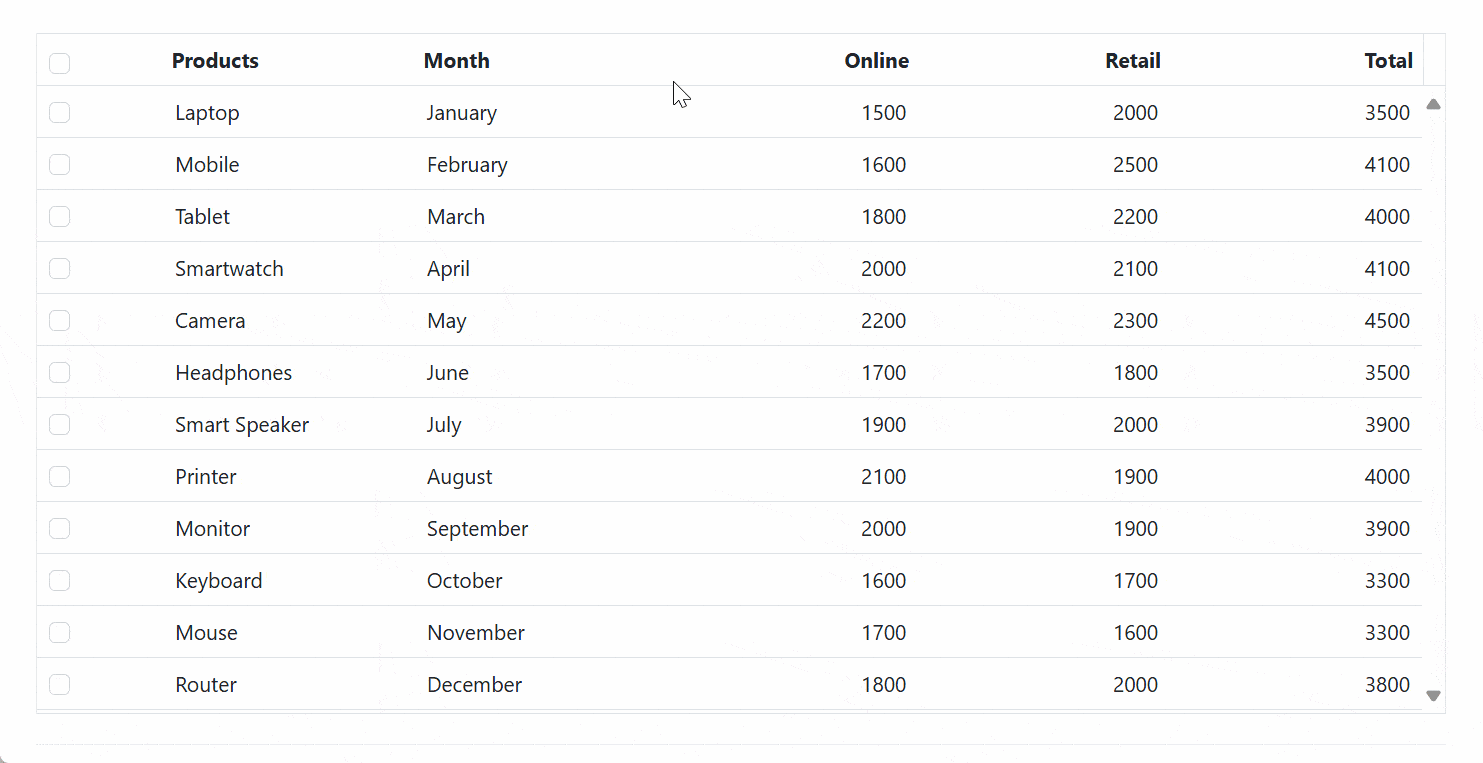 Products Month Online Retail Total
Laptop January 1500 2000 3500
Mobile February 1600 2500 4100
Tablet March 1800 2200 4000
Smartwatch April 2000 2100 4100
Camera May 2200 2300 4500
Headphones June 1700 1800 3500
Smart Speaker July 1900 2000 3900
Printer August 2100 1900 4000
Monitor September 2000 1900 3900
Keyboard October 1600 1700 3300
Mouse November 1700 1600 3300
Router December 1800 2000 3800